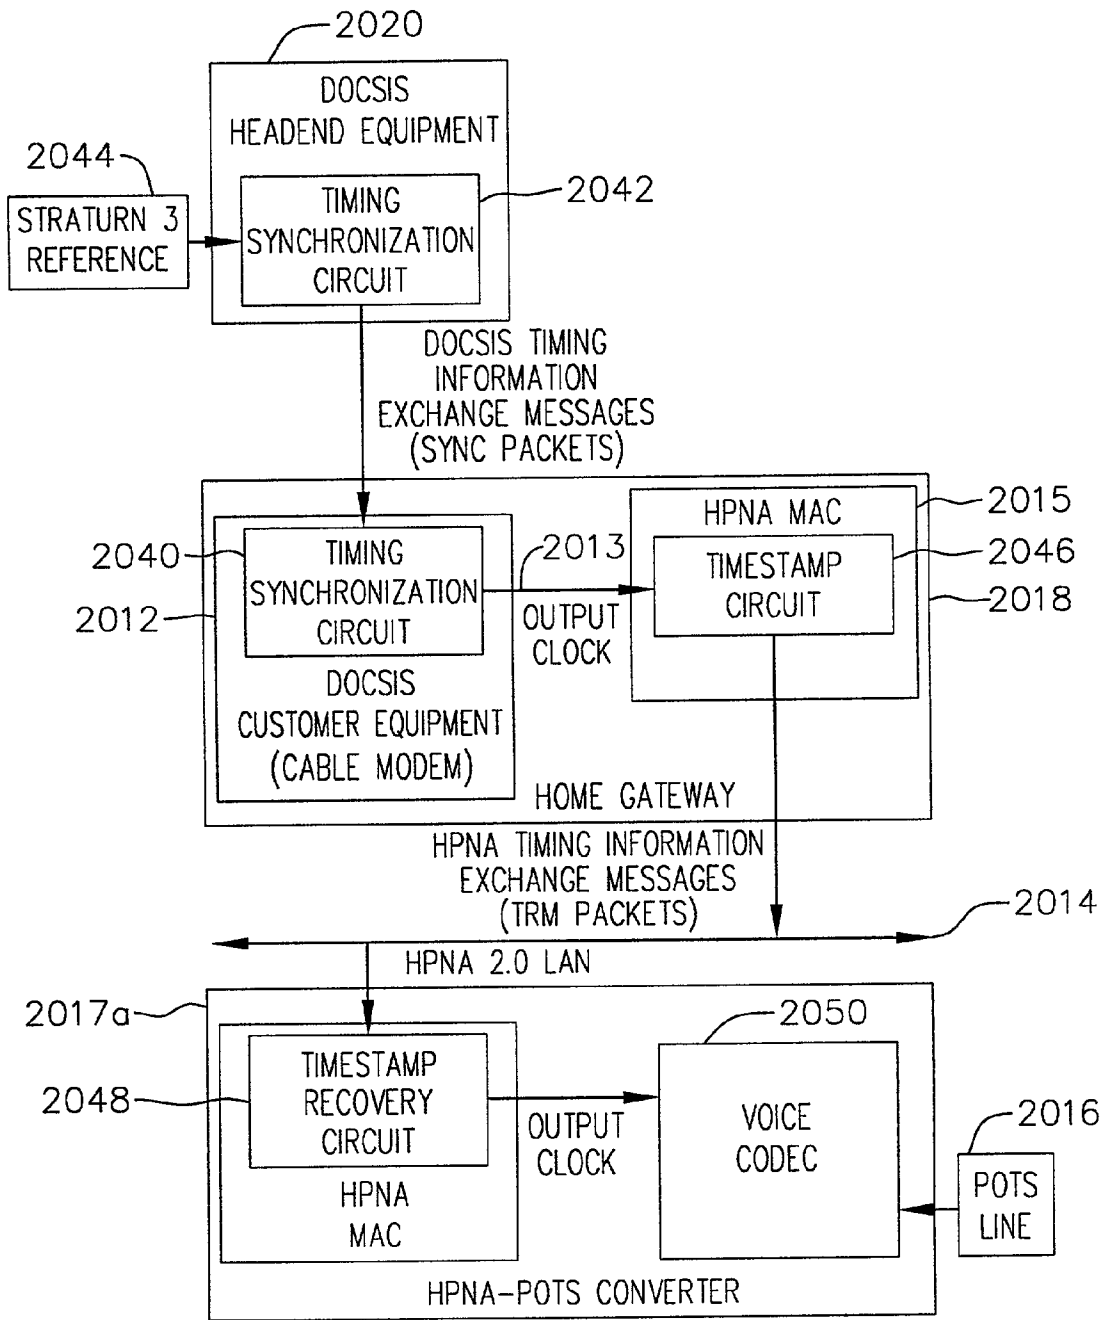 2020
DOCSIS
HEADEND EQUIPMENT
2044
STRATURN 3
REFERENCE
TIMING
SYNCHRONIZATION
CIRCUIT
2042
DOCSIS TIMING
INFORMATION
EXCHANGE MESSAGES
(SYNC PACKETS)
2040
2012
TIMING
SYNCHRONIZATION
CIRCUIT
DOCSIS
CUSTOMER EQUIPMENT
(CABLE MODEM)
2013
OUTPUT
CLOCK
HPNA MAC
TIMESTAMP
CIRCUIT
2015
2046
2018
HOME GATEWAY
HPNA TIMING INFORMATION
EXCHANGE MESSAGES
(TRM PACKETS)
2014
HPNA 2.0 LAN
2017a
2048
TIMESTAMP
RECOVERY
CIRCUIT
HPNA
MAC
OUTPUT
CLOCK
2050
VOICE
CODEC
2016
POTS
LINE
HPNA-POTS CONVERTER